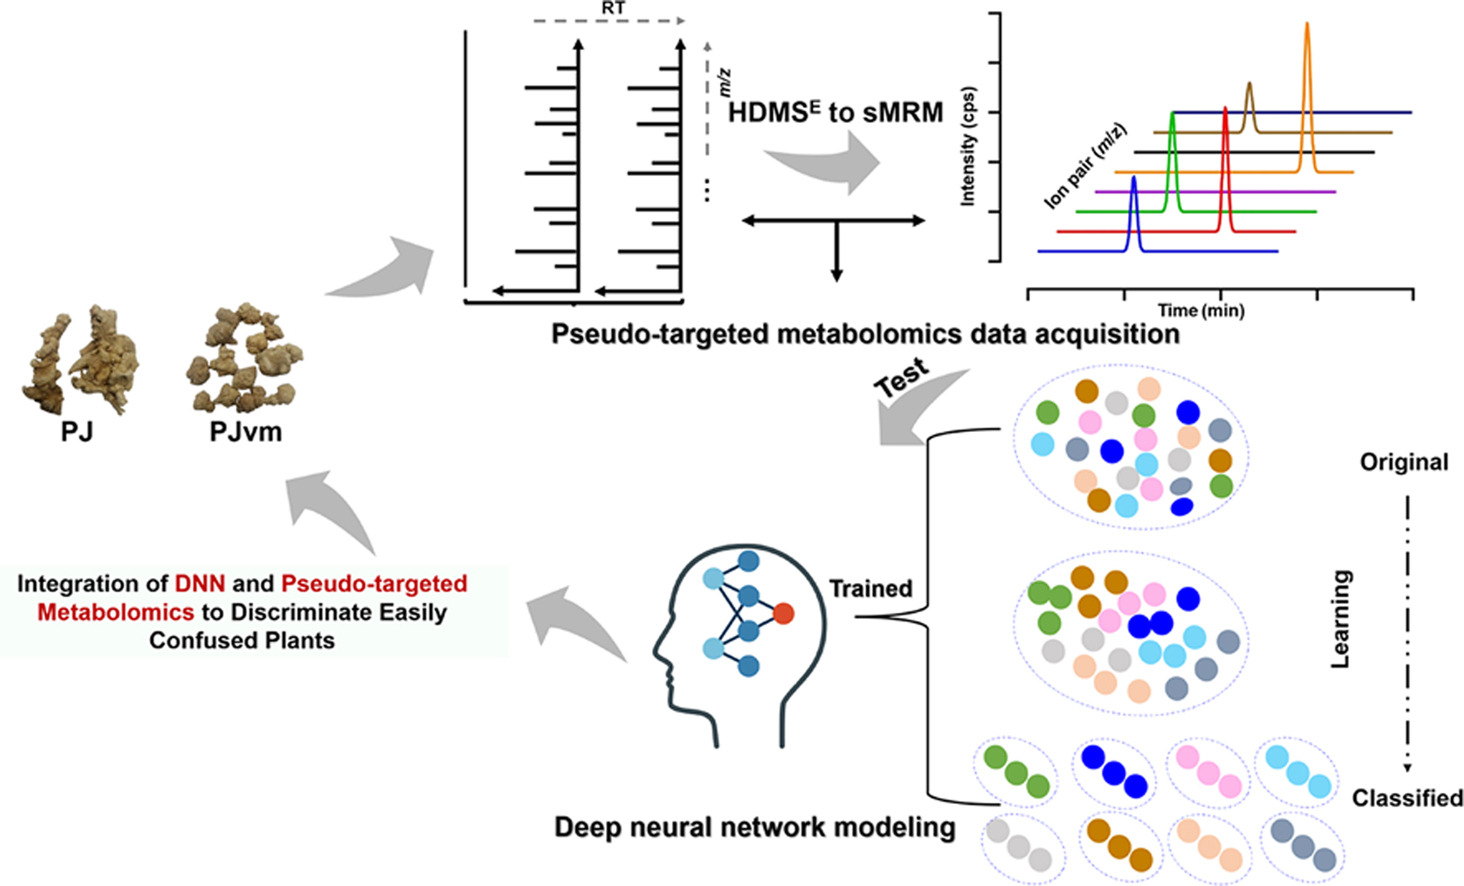 RT
m/z
...
HDMSᴱ to sMRM
Intensity (cps)
Ion pair (m/z)
Time (min)
Pseudo-targeted metabolomics data acquisition
PJ
PJvm
Test
Original
Learning
Classified
Trained
Integration of DNN and Pseudo-targeted
Metabolomics to Discriminate Easily
Confused Plants
Deep neural network modeling